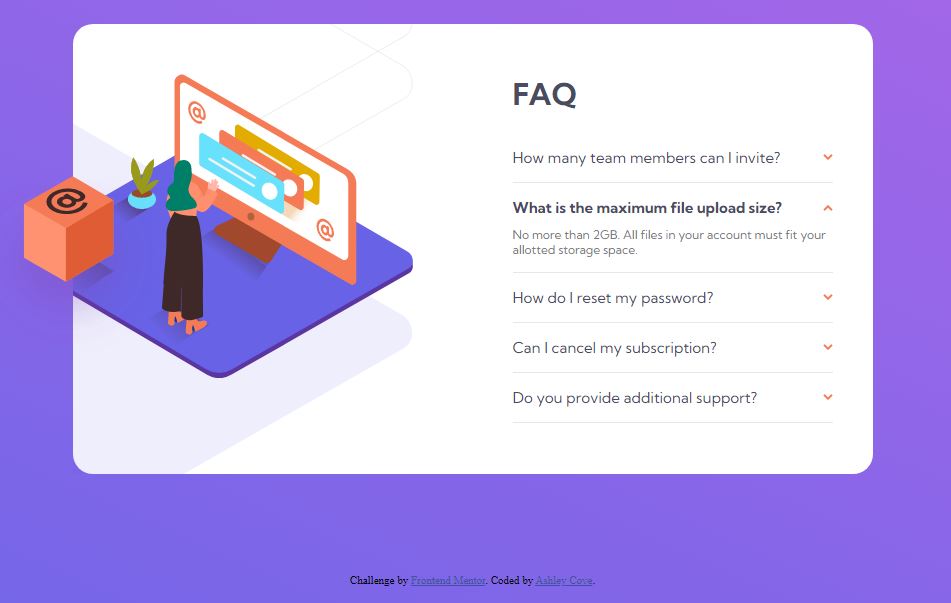 @
@
@
FAQ
How many team members can I invite?
What is the maximum file upload size?
No more than 2GB. All files in your account must fit your
allotted storage space.
How do I reset my password?
Can I cancel my subscription?
Do you provide additional support?
Challenge by Frontend Mentor. Coded by Ashley Cove.